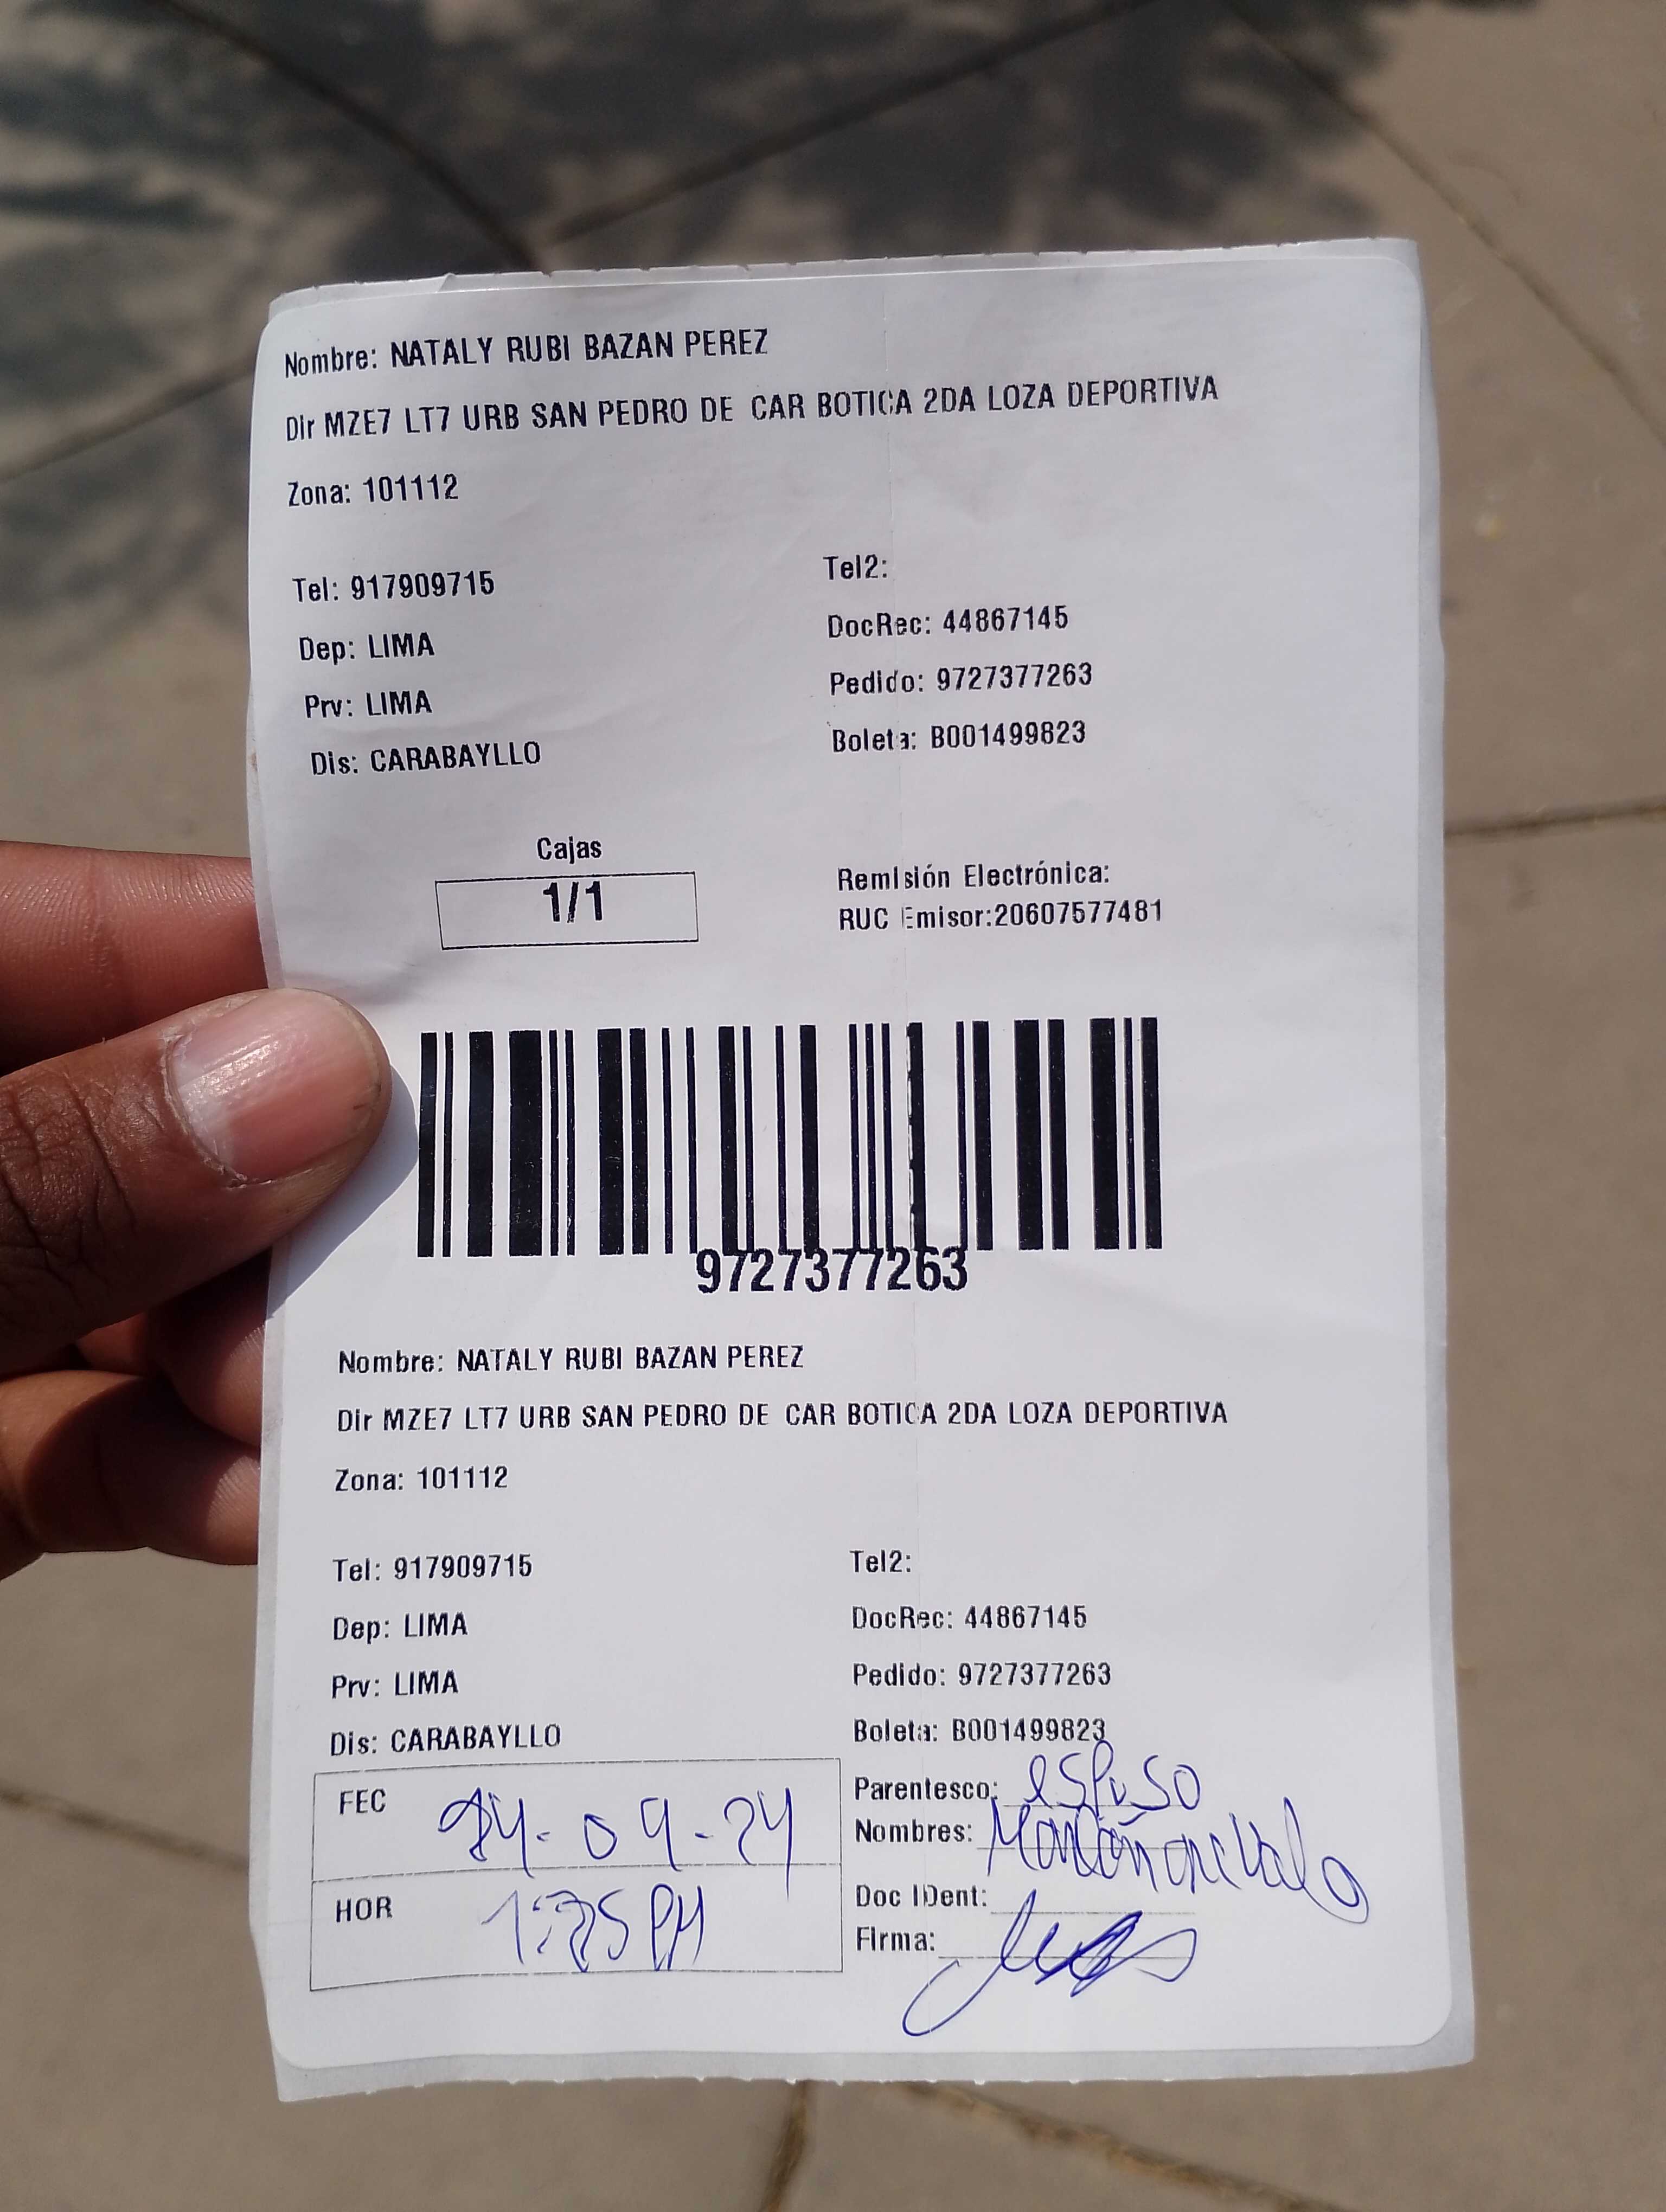 Nombre: NATALY RUBI BAZAN PEREZ
Dir MZE7 LT7 URB SAN PEDRO DE CAR BOTICA 2DA LOZA DEPORTIVA
Zona: 101112
Tel: 917909715
Tel2:
Dep: LIMA
DocRec: 44867145
Prv: LIMA
Pedido: 9727377263
Dis: CARABAYLLO
Boleta: B001499823
Cajas
1/1
Remisión Electrónica:
RUC Emisor:20607577481
9727377263
Nombre: NATALY RUBI BAZAN PEREZ
Dir MZE7 LT7 URB SAN PEDRO DE CAR BOTICA 2DA LOZA DEPORTIVA
Zona: 101112
Tel: 917909715
Tel2:
Dep: LIMA
DocRec: 44867145
Prv: LIMA
Pedido: 9727377263
Dis: CARABAYLLO
Boleta: B001499823
FEC
Parentesco: esposo
Nombres:
HOR
Doc IDent:
Firma: